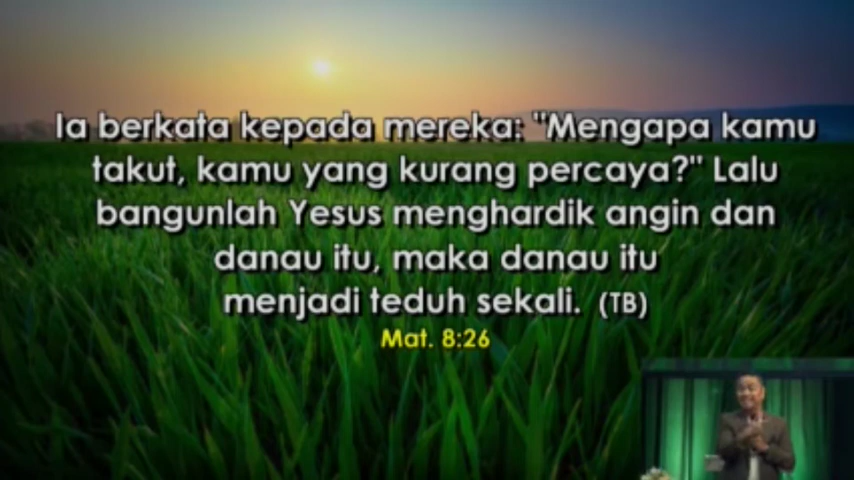 Ia berkata kepada mereka: "Mengapa kamu
takut, kamu yang kurang percaya?" Lalu
bangunlah Yesus menghardik angin dan
danau itu, maka danau itu
menjadi teduh sekali. (TB)
Mat. 8:26